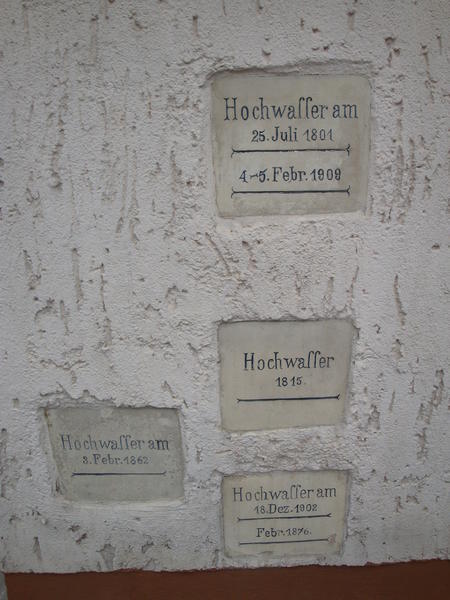 Hochwaſſer am
25. Juli 1801
4-5. Febr. 1909
Hochwaſſer
1815.
Hochwaſſer am
3. Febr. 1862
Hochwaſſer am
18. Dez. 1902
Febr. 1876.